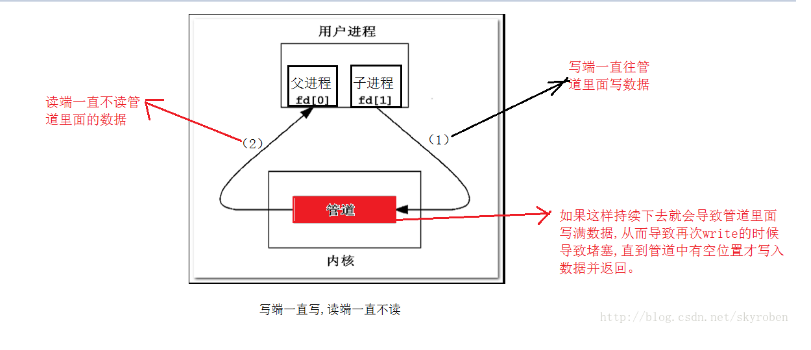 用户进程
父进程
fd[0]
子进程
fd[1]
写端一直往管
道里面写数据
读端一直不读管
道里面的数据
(2)
(1)
管道
内核
如果这样持续下去就会导致管道里面
写满数据,从而导致再次write的时候
导致堵塞,直到管道中有空位置才写入
数据并返回。
写端一直写,读端一直不读
http://blog.csdn.net/skyroben